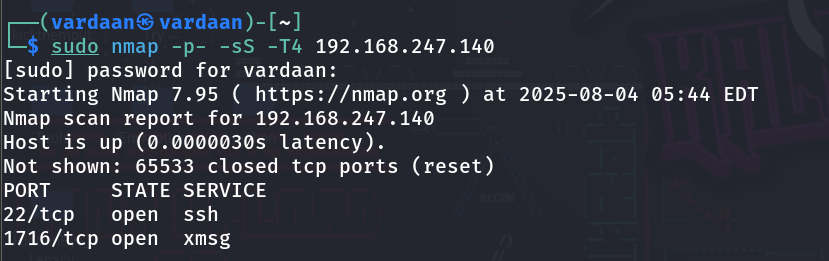 ┌──(vardaan㉿vardaan)-[~]
└─$ sudo nmap -p- -sS -T4 192.168.247.140
[sudo] password for vardaan:
Starting Nmap 7.95 ( https://nmap.org ) at 2025-08-04 05:44 EDT
Nmap scan report for 192.168.247.140
Host is up (0.0000030s latency).
Not shown: 65533 closed tcp ports (reset)
PORT     STATE SERVICE
22/tcp   open  ssh
1716/tcp open  xmsg